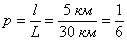 p = l/L = 5 км/30 км = 1/6